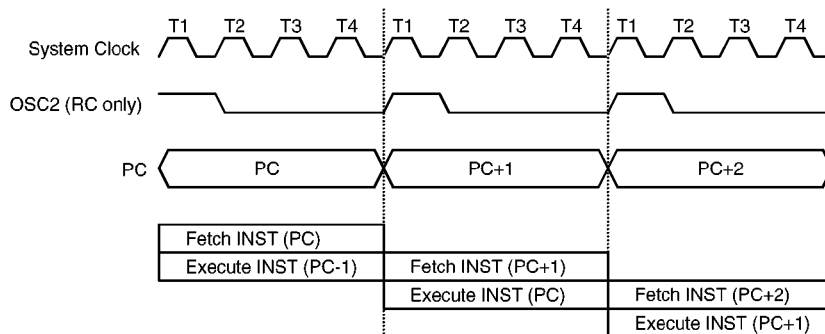 T1 T2 T3 T4 T1 T2 T3 T4 T1 T2 T3 T4
System Clock
OSC2 (RC only)
PC PC PC+1 PC+2
Fetch INST (PC)
Execute INST (PC-1) Fetch INST (PC+1)
Execute INST (PC) Fetch INST (PC+2)
Execute INST (PC+1)